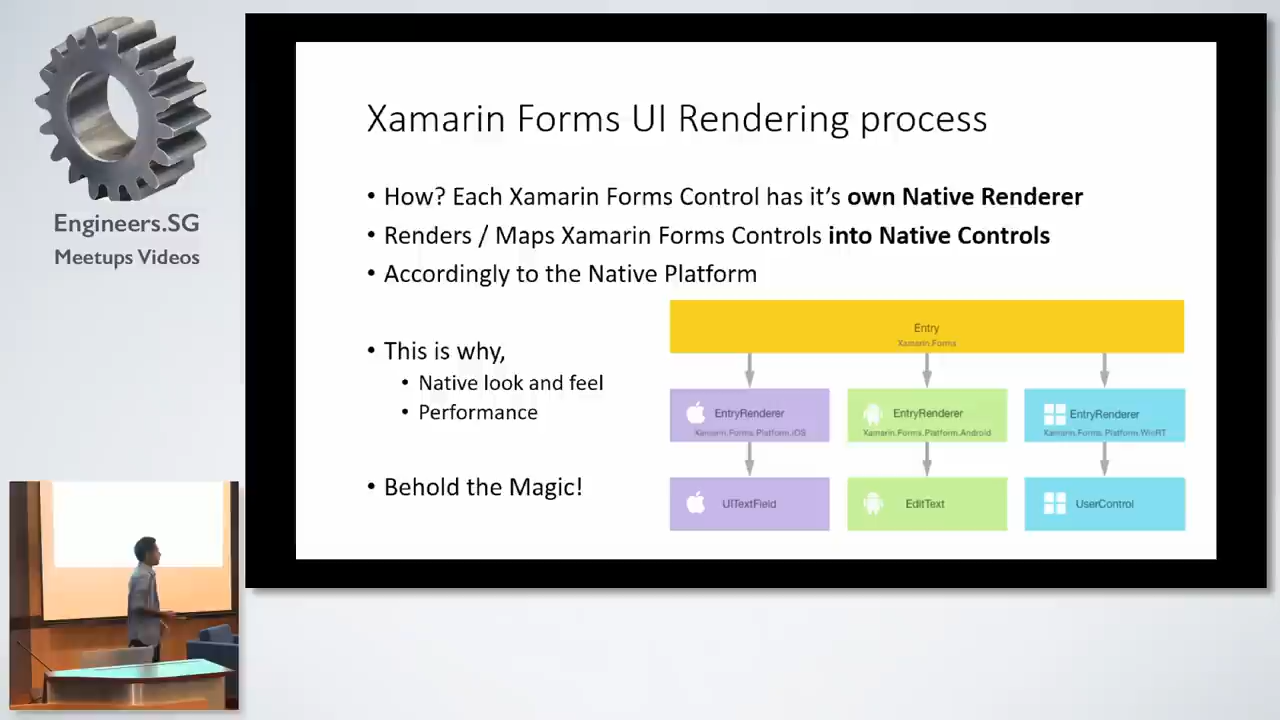 Engineers.SG
Meetups Videos
Xamarin Forms UI Rendering process
• How? Each Xamarin Forms Control has it's own Native Renderer
• Renders / Maps Xamarin Forms Controls into Native Controls
• Accordingly to the Native Platform
• This is why,
• Native look and feel
• Performance
• Behold the Magic!
Entry
Xamarin.Forms
EntryRenderer
Xamarin.Forms.Platform.iOS
EntryRenderer
Xamarin.Forms.Platform.Android
EntryRenderer
Xamarin.Forms.Platform.WinRT
UITextField
EditText
UserControl